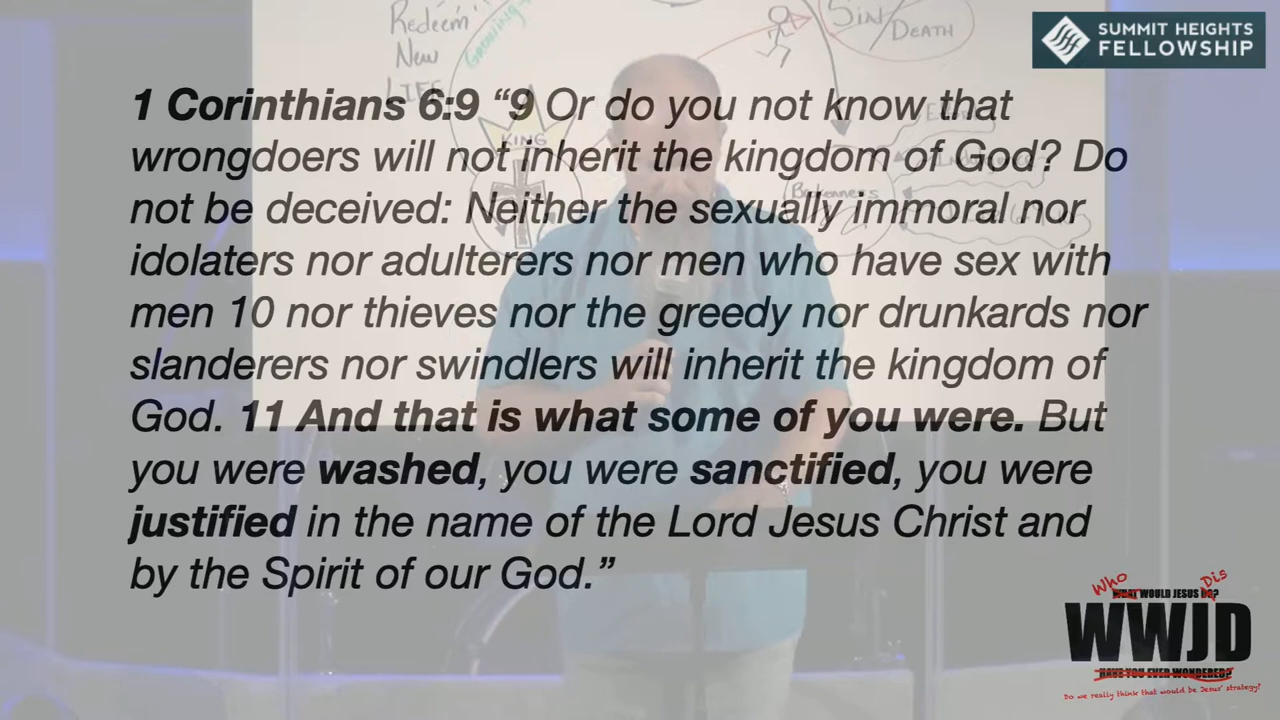 Redeem
New
LIFE
Growing
Sin/
DEATH
SUMMIT HEIGHTS
FELLOWSHIP
1 Corinthians 6:9 “9 Or do you not know that
wrongdoers will not inherit the kingdom of God? Do
not be deceived: Neither the sexually immoral nor
idolaters nor adulterers nor men who have sex with
men 10 nor thieves nor the greedy nor drunkards nor
slanderers nor swindlers will inherit the kingdom of
God. 11 And that is what some of you were. But
you were washed, you were sanctified, you were
justified in the name of the Lord Jesus Christ and
by the Spirit of our God.”
KING
Brokenness
Who Dis
WHAT WOULD JESUS DO?
WWJD
HAVE YOU EVER WONDERED?
Do we really think that would be Jesus' strategy?